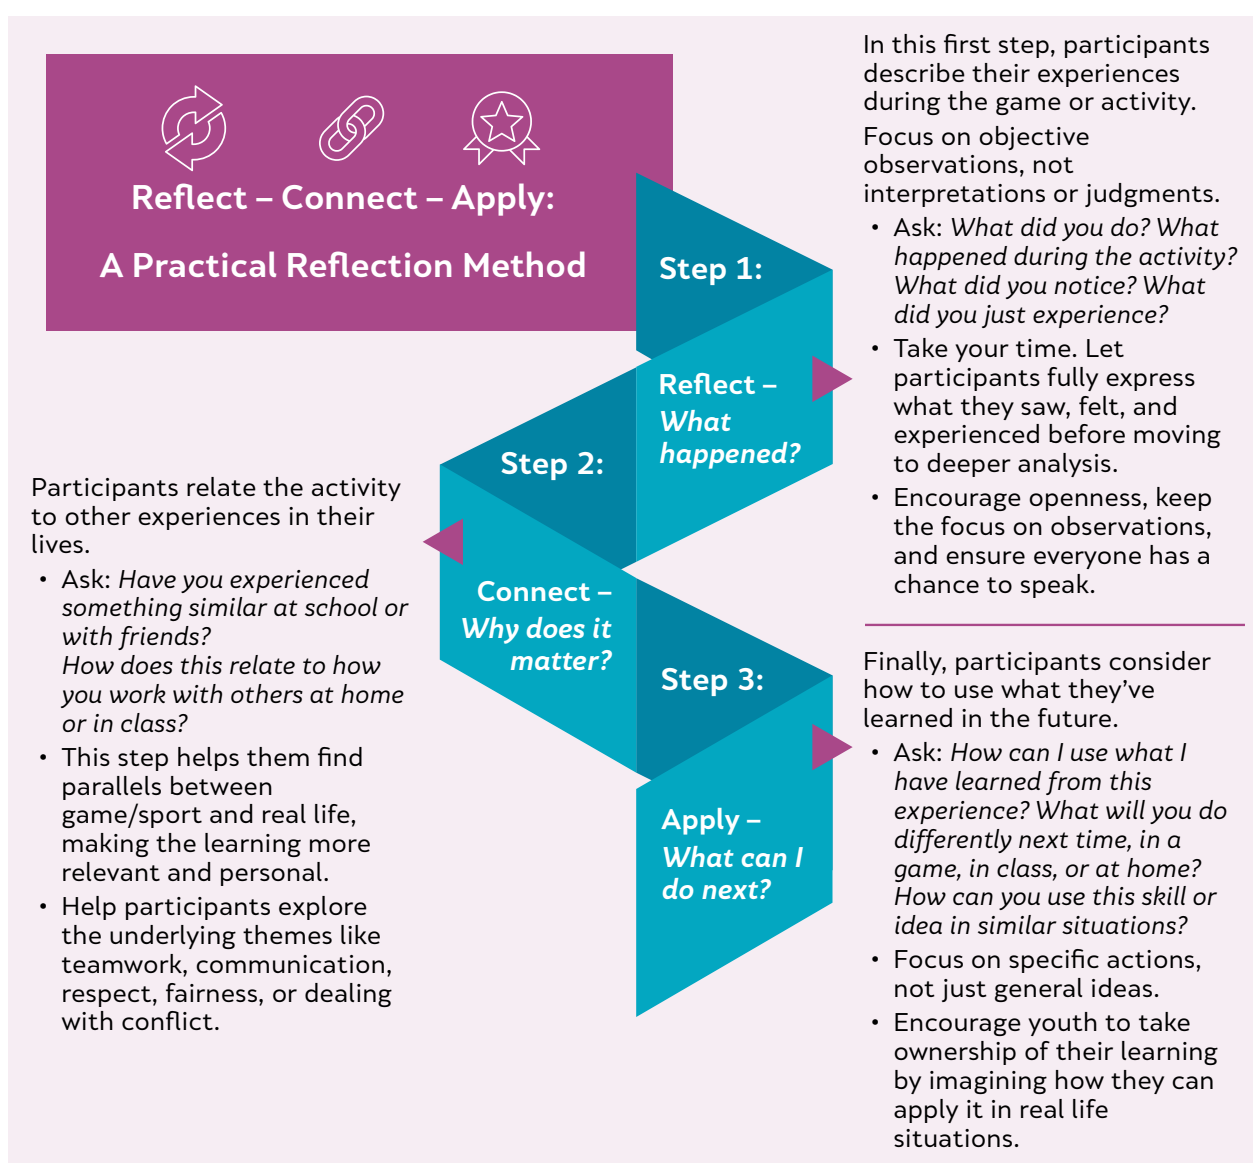 Reflect – Connect – Apply:
A Practical Reflection Method
Step 1:
Reflect –
What
happened?
In this first step, participants
describe their experiences
during the game or activity.
Focus on objective
observations, not
interpretations or judgments.
• Ask: What did you do? What
happened during the activity?
What did you notice? What
did you just experience?
• Take your time. Let
participants fully express
what they saw, felt, and
experienced before moving
to deeper analysis.
• Encourage openness, keep
the focus on observations,
and ensure everyone has a
chance to speak.
Step 2:
Connect –
Why does it
matter?
Participants relate the activity
to other experiences in their
lives.
• Ask: Have you experienced
something similar at school or
with friends?
How does this relate to how
you work with others at home
or in class?
• This step helps them find
parallels between
game/sport and real life,
making the learning more
relevant and personal.
• Help participants explore
the underlying themes like
teamwork, communication,
respect, fairness, or dealing
with conflict.
Step 3:
Apply –
What can I
do next?
Finally, participants consider
how to use what they’ve
learned in the future.
• Ask: How can I use what I
have learned from this
experience? What will you do
differently next time, in a
game, in class, or at home?
How can you use this skill or
idea in similar situations?
• Focus on specific actions,
not just general ideas.
• Encourage youth to take
ownership of their learning
by imagining how they can
apply it in real life
situations.